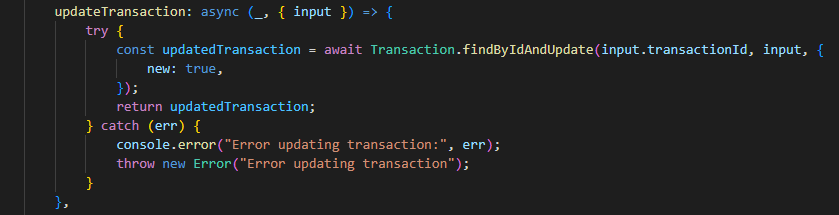 updateTransaction: async (_, { input }) => {
try {
const updatedTransaction = await Transaction.findByIdAndUpdate(input.transactionId, input, {
new: true,
});
return updatedTransaction;
} catch (err) {
console.error("Error updating transaction:", err);
throw new Error("Error updating transaction");
}
},